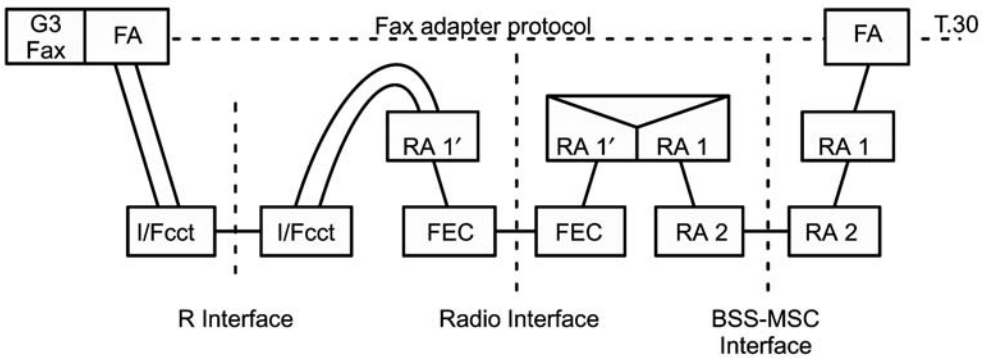 G3
Fax
FA
Fax adapter protocol
FA
T.30
RA 1′
RA 1′
RA 1
RA 1
I/Fcct
I/Fcct
FEC
FEC
RA 2
RA 2
R Interface
Radio Interface
BSS-MSC
Interface